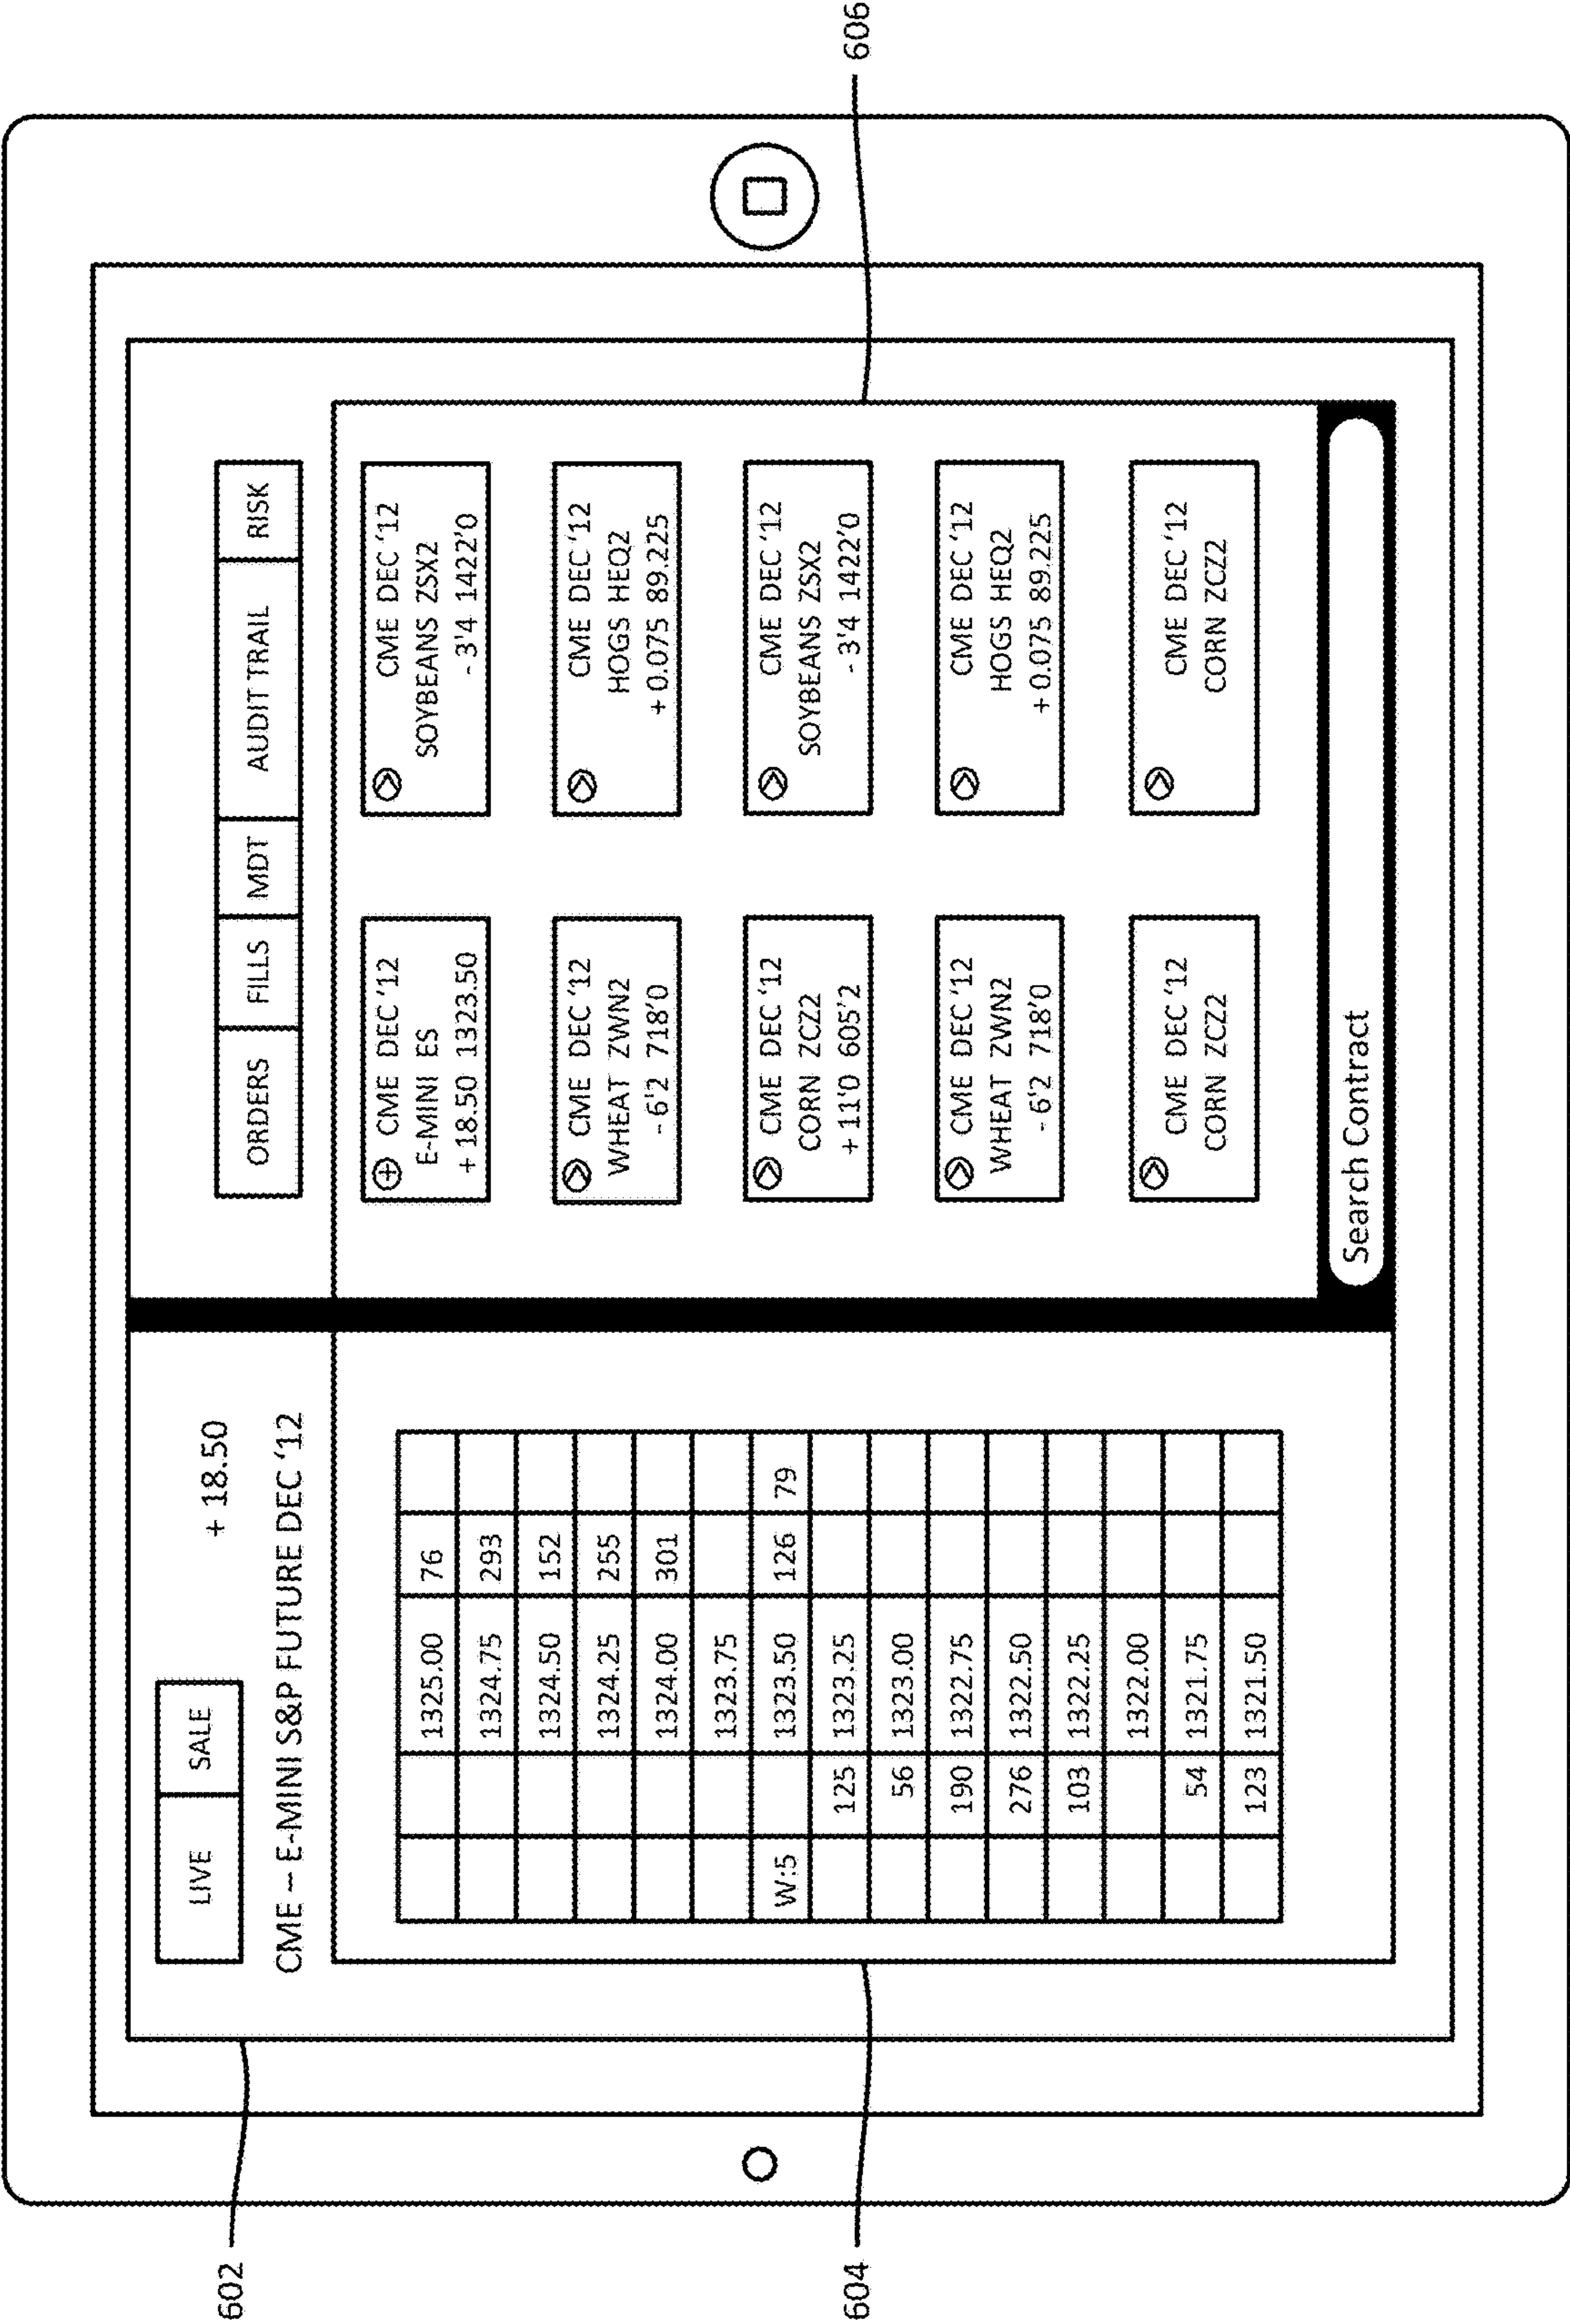 606
LIVE SALE
+ 18.50
CME – E-MINI S&P FUTURE DEC ‘12
ORDERS FILLS MDT AUDIT TRAIL RISK
1325.00 76
1324.75 293
1324.50 152
1324.25 255
1324.00 301
1323.75
W:5 1323.50 126 79
125 1323.25
56 1323.00
190 1322.75
276 1322.50
103 1322.25
1322.00
54 1321.75
123 1321.50
CME DEC ‘12
E-MINI ES
+ 18.50 1323.50
CME DEC ‘12
SOYBEANS ZSX2
- 3'4 1422'0
CME DEC ‘12
WHEAT ZWN2
- 6'2 718'0
CME DEC ‘12
HOGS HEQ2
+ 0.075 89.225
CME DEC ‘12
CORN ZCZ2
+ 11'0 605'2
CME DEC ‘12
SOYBEANS ZSX2
- 3'4 1422'0
CME DEC ‘12
WHEAT ZWN2
- 6'2 718'0
CME DEC ‘12
HOGS HEQ2
+ 0.075 89.225
CME DEC ‘12
CORN ZCZ2
CME DEC ‘12
CORN ZCZ2
Search Contract
602
604